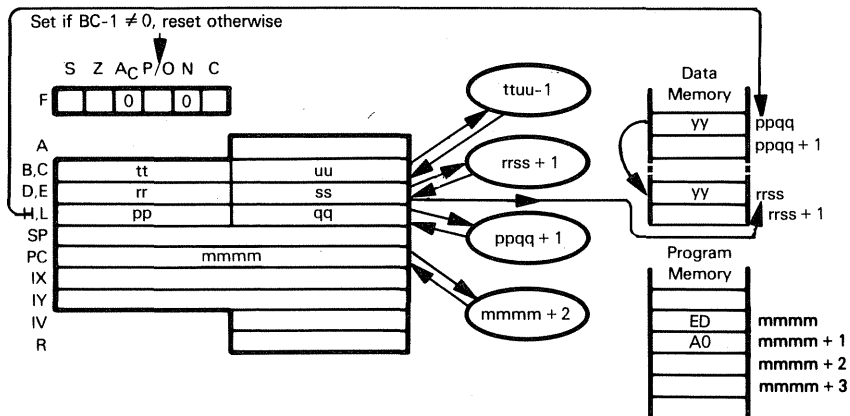 Set if BC-1 ≠ 0, reset otherwise
S Z AC P/O N C
F 0 0
A
B,C tt uu
D,E rr ss
H,L pp qq
SP
PC mmmm
IX
IY
IV
R
ttuu-1
rrss + 1
ppqq + 1
mmmm + 2
Data
Memory
yy ppqq
ppqq + 1
yy rrss
rrss + 1
Program
Memory
ED mmmm
A0 mmmm + 1
mmmm + 2
mmmm + 3